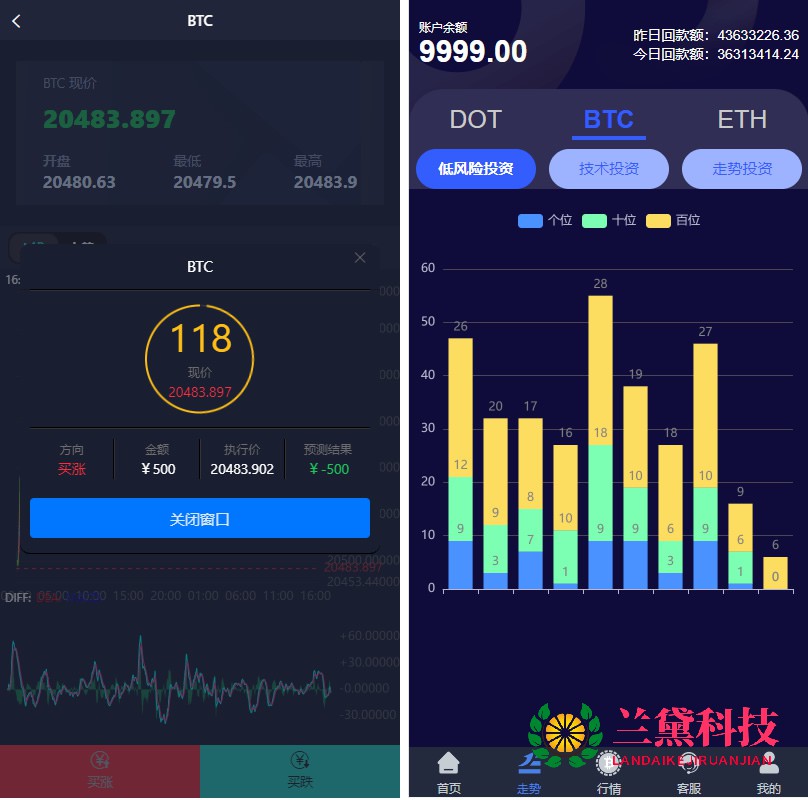 BTC
BTC 现价
20483.897
开盘
最低
最高
20480.63
20479.5
20483.9
16:
BTC
118
现价
20483.897
方向
金额
执行价
预测结果
买涨
¥ 500
20483.902
¥ -500
关闭窗口
20500.00000
20483.897
20453.44000
DIFF:
05:00 10:00 15:00 20:00 01:00 06:00 11:00 16:00
+60.00000
+30.00000
-0.00000
-30.00000
买涨
买跌
账户余额
9999.00
昨日回款额: 43633226.36
今日回款额: 36313414.24
DOT
BTC
ETH
低风险投资
技术投资
走势投资
个位
十位
百位
60
50
40
30
20
10
0
26
12
9
20
9
3
17
8
7
16
10
1
28
18
9
19
10
9
18
6
3
27
10
9
9
6
1
6
0
兰黛科技
LANDAIKEJIRUANJIAN
首页
走势
行情
客服
我的